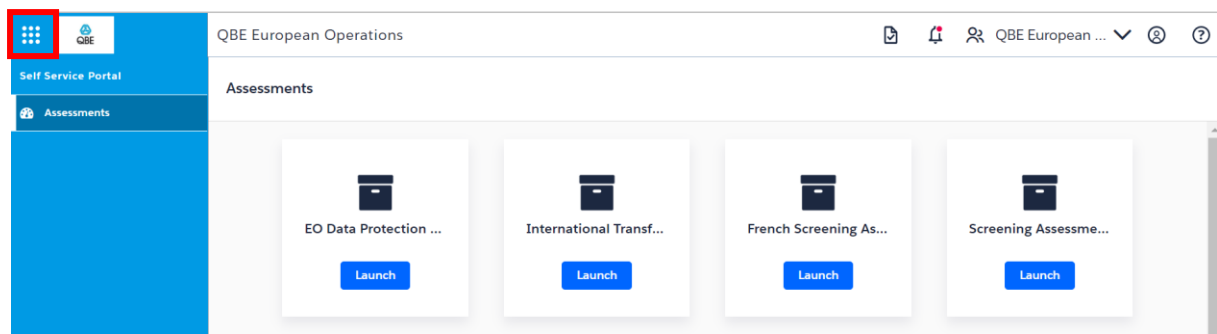 QBE
QBE European Operations
QBE European ...
Self Service Portal
Assessments
Assessments
EO Data Protection ...
International Transf...
French Screening As...
Screening Assessme...
Launch
Launch
Launch
Launch